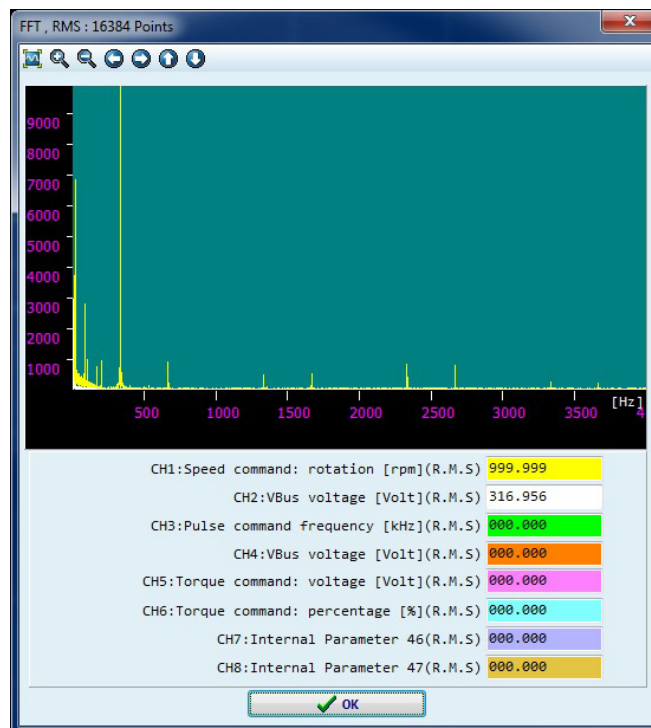 FFT , RMS : 16384 Points
x
9000
8000
7000
6000
5000
4000
3000
2000
1000
[Hz]
500 1000 1500 2000 2500 3000 3500 4
CH1:Speed command: rotation [rpm](R.M.S) 999.999
CH2:VBus voltage [Volt](R.M.S) 316.956
CH3:Pulse command frequency [kHz](R.M.S) 000.000
CH4:VBus voltage [Volt](R.M.S) 000.000
CH5:Torque command: voltage [Volt](R.M.S) 000.000
CH6:Torque command: percentage [%](R.M.S) 000.000
CH7:Internal Parameter 46(R.M.S) 000.000
CH8:Internal Parameter 47(R.M.S) 000.000
OK